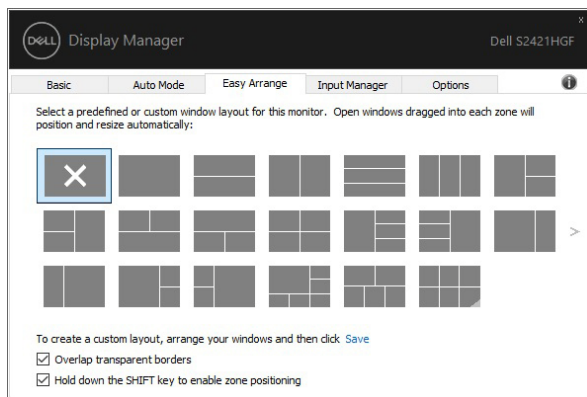 x
DELL Display Manager Dell S2421HGF
Basic Auto Mode Easy Arrange Input Manager Options i
Select a predefined or custom window layout for this monitor. Open windows dragged into each zone will
position and resize automatically:
>
To create a custom layout, arrange your windows and then click Save
Overlap transparent borders
Hold down the SHIFT key to enable zone positioning